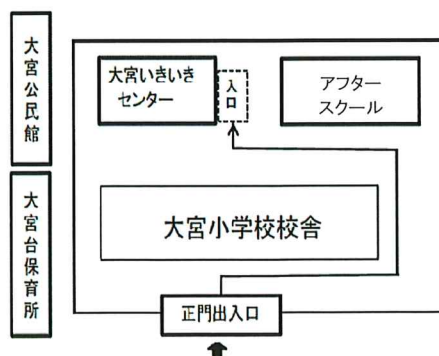 大宮公民館
大宮いきいき
センター
入口
アフター
スクール
大宮台保育所
大宮小学校校舎
正門出入口